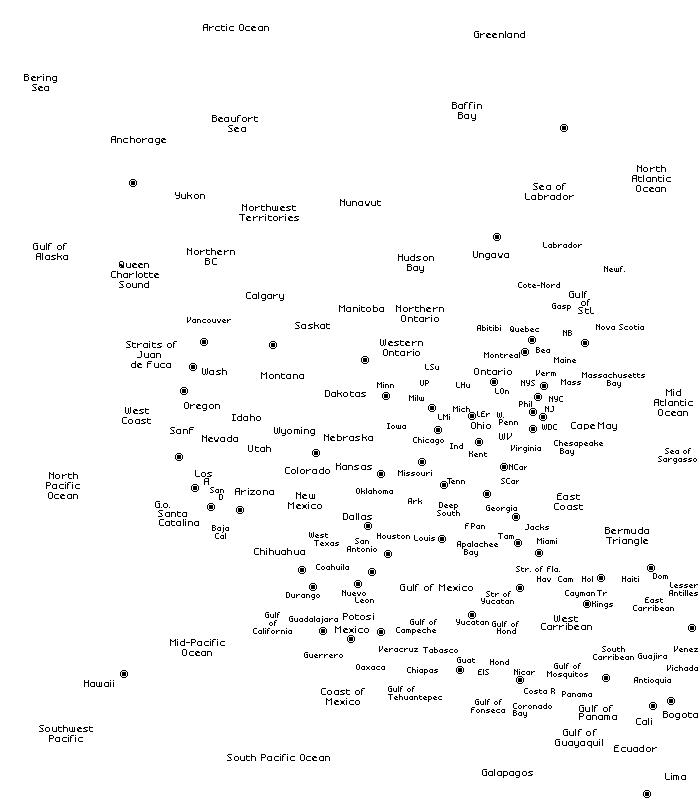 Arctic Ocean
Greenland
Bering
Sea
Baffin
Bay
Beaufort
Sea
Anchorage
North
Atlantic
Ocean
Sea of
Labrador
Yukon
Nunavut
Northwest
Territories
Gulf of
Alaska
Northern
BC
Labrador
Ungava
Hudson
Bay
Queen
Charlotte
Sound
Newf.
Cote-Nord
Calgary
Gulf
of
StL
Gasp
Manitoba
Northern
Ontario
Vancouver
Saskat
Abitibi
Quebec
NB
Nova Scotia
Straits of
Juan
de Fuca
Western
Ontario
Montreal
Bea
Maine
LSu
Wash
Montana
Ontario
Verm
Massachusetts
Bay
Minn
UP
LHu
NYS
Mass
Dakotas
LOn
Mid
Atlantic
Ocean
Milw
NYC
Oregon
Phil
NJ
West
Coast
Idaho
Mich
LEr
W.
Penn
LMi
Sanf
Wyoming
Iowa
Ohio
WDC
Cape May
Nevada
Nebraska
Chicago
WV
Chesapeake
Bay
Utah
Ind
Virginia
Kent
Sea of
Sargasso
Los
A
Colorado
Kansas
Missouri
NCar
North
Pacific
Ocean
San
D
Arizona
Oklahoma
Tenn
SCar
New
Mexico
Ark
G.o.
Santa
Catalina
Deep
South
Georgia
East
Coast
Dallas
Baja
Cal
FPan
Jacks
Bermuda
Triangle
West
Texas
San
Antonio
Houston
Louis
Apalachee
Bay
Tam
Miami
Chihuahua
Coahuila
Str. of Fla.
Hav
Cam
Hol
Haiti
Dom
Gulf of Mexico
Lesser
Antilles
Durango
Nuevo
Leon
Str of
Yucatan
Cayman Tr
Kings
East
Carribean
Gulf
of
California
Guadalajara
Potosi
Mexico
Gulf of
Campeche
Yucatan
Gulf of
Hond
West
Carribean
Mid-Pacific
Ocean
Guerrero
Veracruz
Tabasco
South
Carribean
Guajira
Venez
Oaxaca
Chiapas
Guat
Hond
ElS
Nicar
Gulf of
Mosquitos
Vichada
Hawaii
Antioquia
Coast of
Mexico
Gulf of
Tehuantepec
Costa R
Panama
Gulf of
Fonseca
Coronado
Bay
Gulf of
Panama
Cali
Bogota
Southwest
Pacific
Gulf of
Guayaquil
Ecuador
South Pacific Ocean
Galapagos
Lima